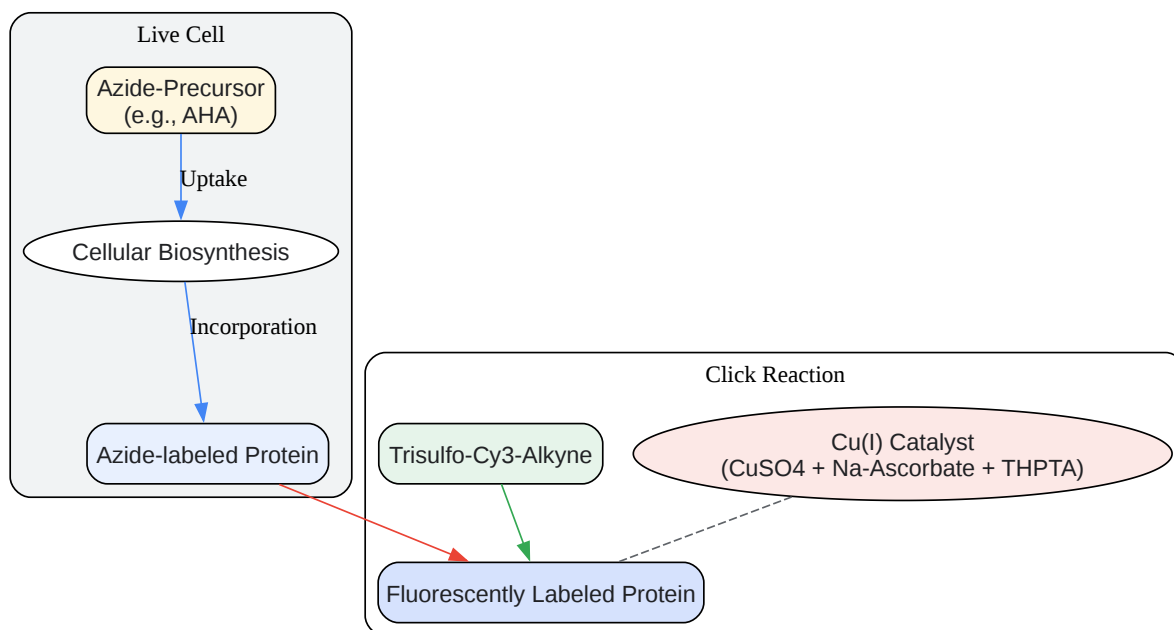 Live Cell
Azide-Precursor
(e.g., AHA)
Uptake
Cellular Biosynthesis
Incorporation
Azide-labeled Protein
Click Reaction
Trisulfo-Cy3-Alkyne
Cu(I) Catalyst
(CuSO4 + Na-Ascorbate + THPTA)
Fluorescently Labeled Protein